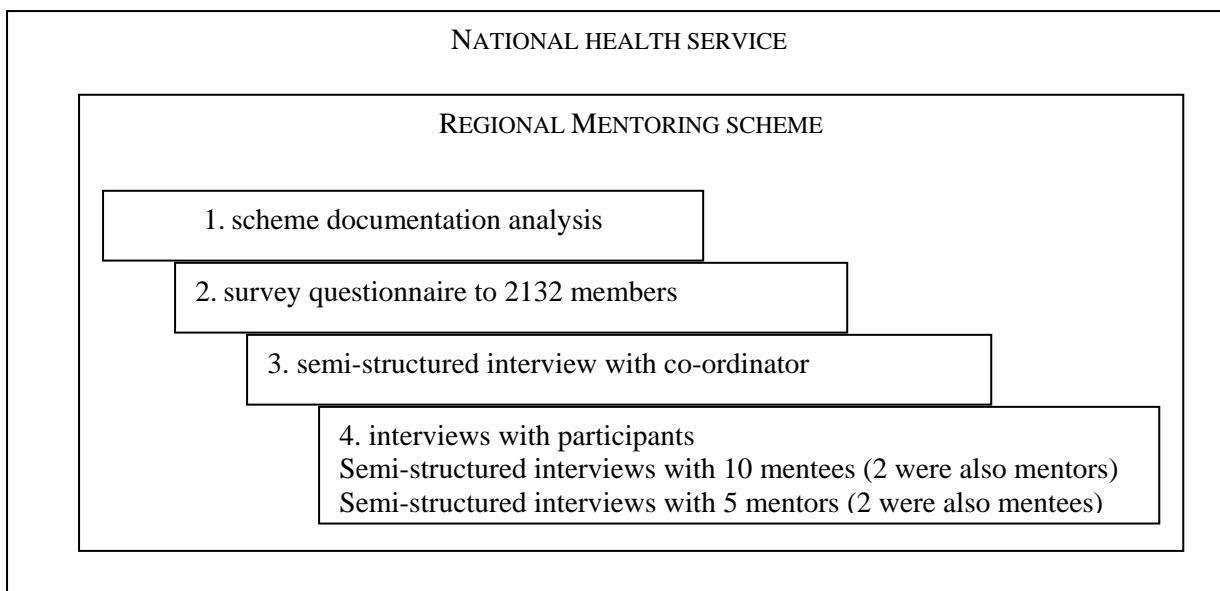 NATIONAL HEALTH SERVICE
REGIONAL MENTORING SCHEME
1. scheme documentation analysis
2. survey questionnaire to 2132 members
3. semi-structured interview with co-ordinator
4. interviews with participants
Semi-structured interviews with 10 mentees (2 were also mentors)
Semi-structured interviews with 5 mentors (2 were also mentees)